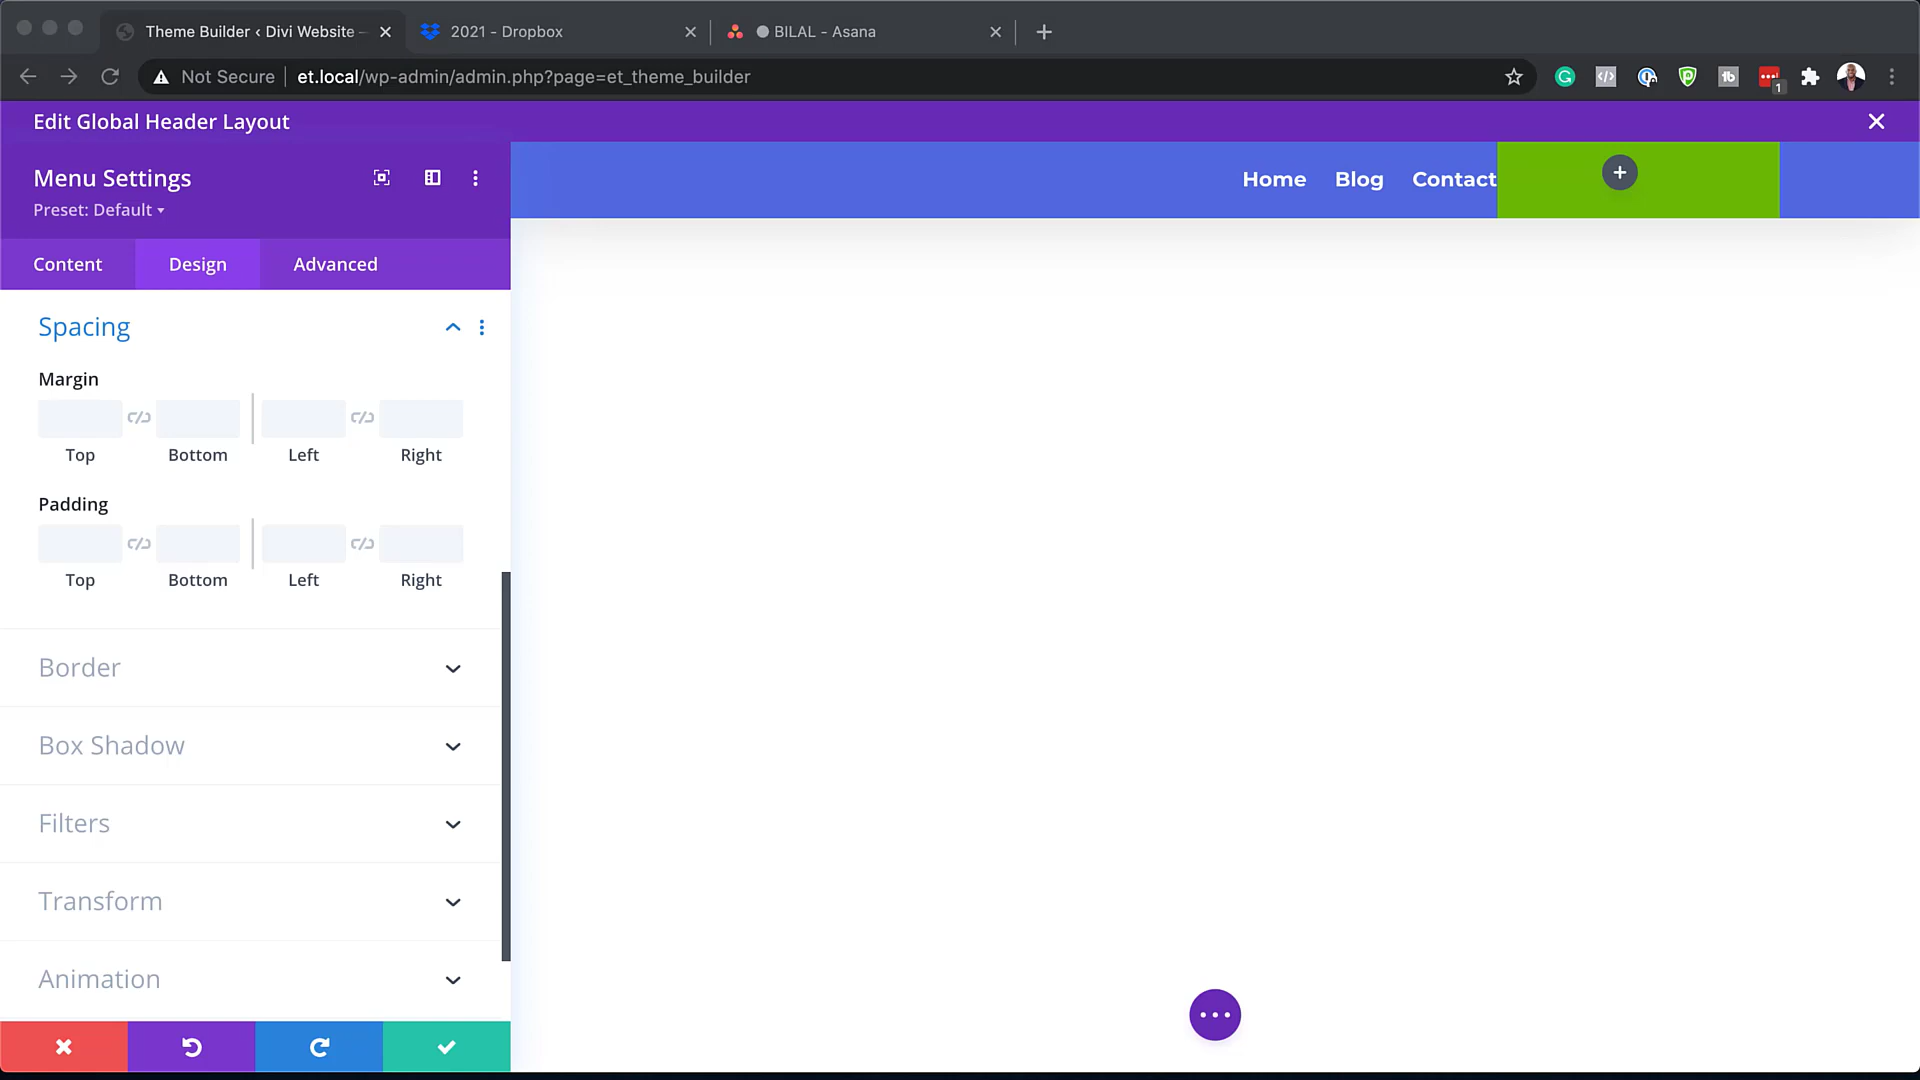 Theme Builder ‹ Divi Website –
2021 - Dropbox
BILAL - Asana
Not Secure
et.local/wp-admin/admin.php?page=et_theme_builder
1
Edit Global Header Layout
Menu Settings
Preset: Default
Content
Design
Advanced
Home
Blog
Contact
Spacing
Margin
Top
Bottom
Left
Right
Padding
Top
Bottom
Left
Right
Border
Box Shadow
Filters
Transform
Animation